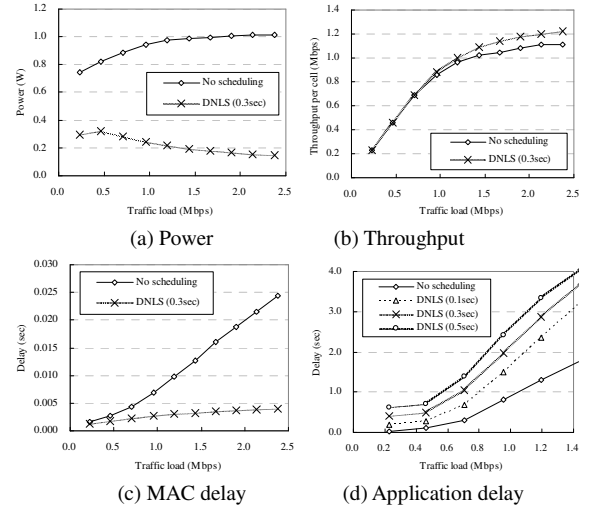 1.2
1.0
0.8
0.6
0.4
0.2
0.0
Power (W)
No scheduling
DNLS (0.3sec)
0.0 0.5 1.0 1.5 2.0 2.5
Traffic load (Mbps)
(a) Power
1.4
1.2
1.0
0.8
0.6
0.4
0.2
0.0
Throughput per cell (Mbps)
No scheduling
DNLS (0.3sec)
0.0 0.5 1.0 1.5 2.0 2.5
Traffic load (Mbps)
(b) Throughput
0.030
0.025
0.020
0.015
0.010
0.005
0.000
Delay (sec)
No scheduling
DNLS (0.3sec)
0.0 0.5 1.0 1.5 2.0 2.5
Traffic load (Mbps)
(c) MAC delay
4.0
3.0
2.0
1.0
0.0
Delay (sec)
No scheduling
DNLS (0.1sec)
DNLS (0.3sec)
DNLS (0.5sec)
0.0 0.2 0.4 0.6 0.8 1.0 1.2 1.4
Traffic load (Mbps)
(d) Application delay